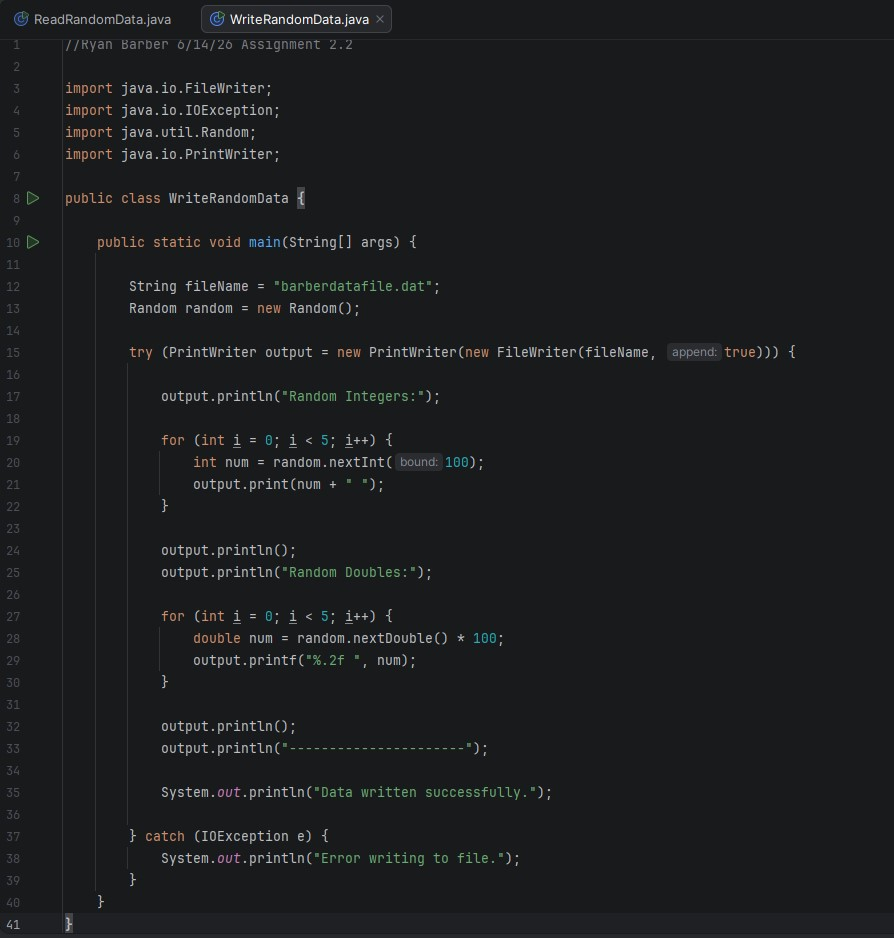 ReadRandomData.java WriteRandomData.java ×
1 //Ryan Barber 6/14/26 Assignment 2.2
2
3 import java.io.FileWriter;
4 import java.io.IOException;
5 import java.util.Random;
6 import java.io.PrintWriter;
7
8 public class WriteRandomData {
9
10 public static void main(String[] args) {
11
12 String fileName = "barberdatafile.dat";
13 Random random = new Random();
14
15 try (PrintWriter output = new PrintWriter(new FileWriter(fileName, append: true))) {
16
17 output.println("Random Integers:");
18
19 for (int i = 0; i < 5; i++) {
20 int num = random.nextInt( bound: 100);
21 output.print(num + " ");
22 }
23
24 output.println();
25 output.println("Random Doubles:");
26
27 for (int i = 0; i < 5; i++) {
28 double num = random.nextDouble() * 100;
29 output.printf("%.2f ", num);
30 }
31
32 output.println();
33 output.println("----------------------");
34
35 System.out.println("Data written successfully.");
36
37 } catch (IOException e) {
38 System.out.println("Error writing to file.");
39 }
40 }
41 }